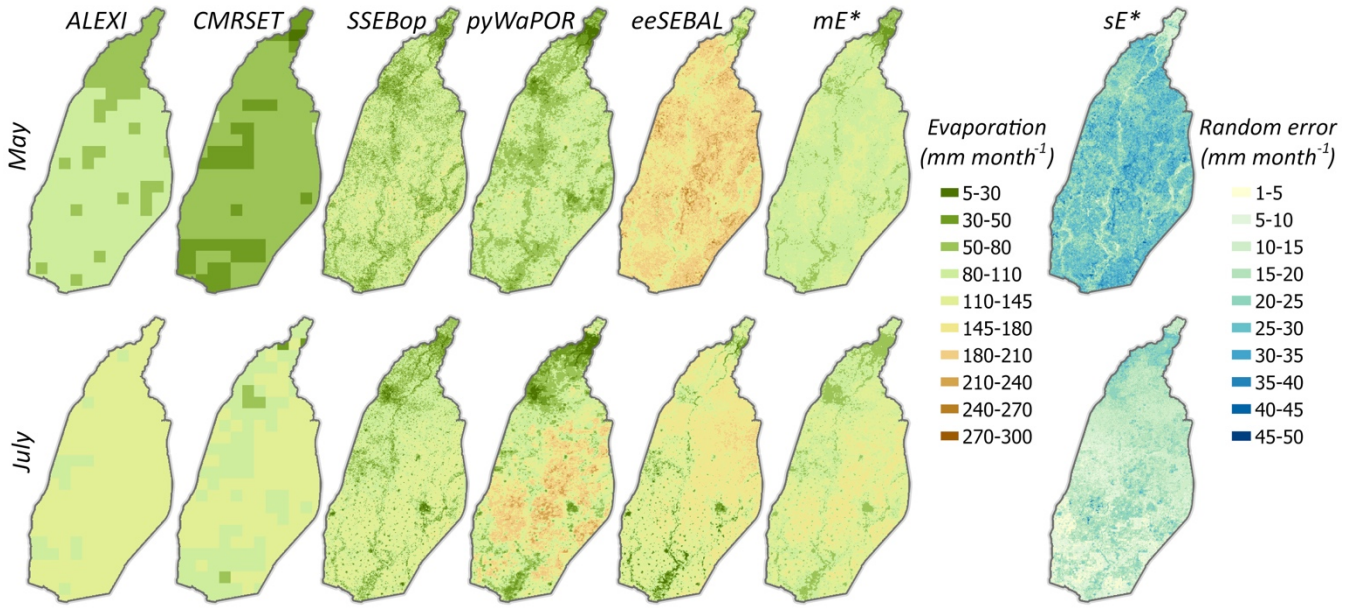 ALEXI CMRSET SSEBop pyWaPOR eeSEBAL mE* sE*
May
July
Evaporation
(mm month-1)
5-30
30-50
50-80
80-110
110-145
145-180
180-210
210-240
240-270
270-300
Random error
(mm month-1)
1-5
5-10
10-15
15-20
20-25
25-30
30-35
35-40
40-45
45-50